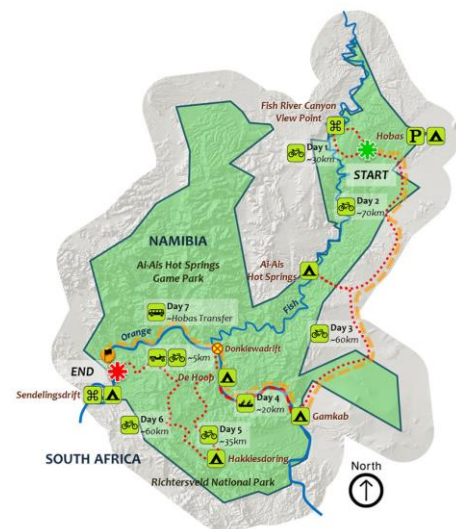 Fish River Canyon
View Point
Hobas
P
Day 1
~30km
START
Day 2
~70km
NAMIBIA
Ai-Ais Hot Springs
Game Park
Ai-Ais
Hot Springs
Fish
Day 7
~Hobas Transfer
Orange
Donkiewadrift
Day 3
~60km
END
~5km
De Hoop
Sendelingsdrift
Day 4
~20km
Gamkab
Day 6
~60km
Day 5
~35km
SOUTH AFRICA
Hakkiesdoring
Richtersveld National Park
North